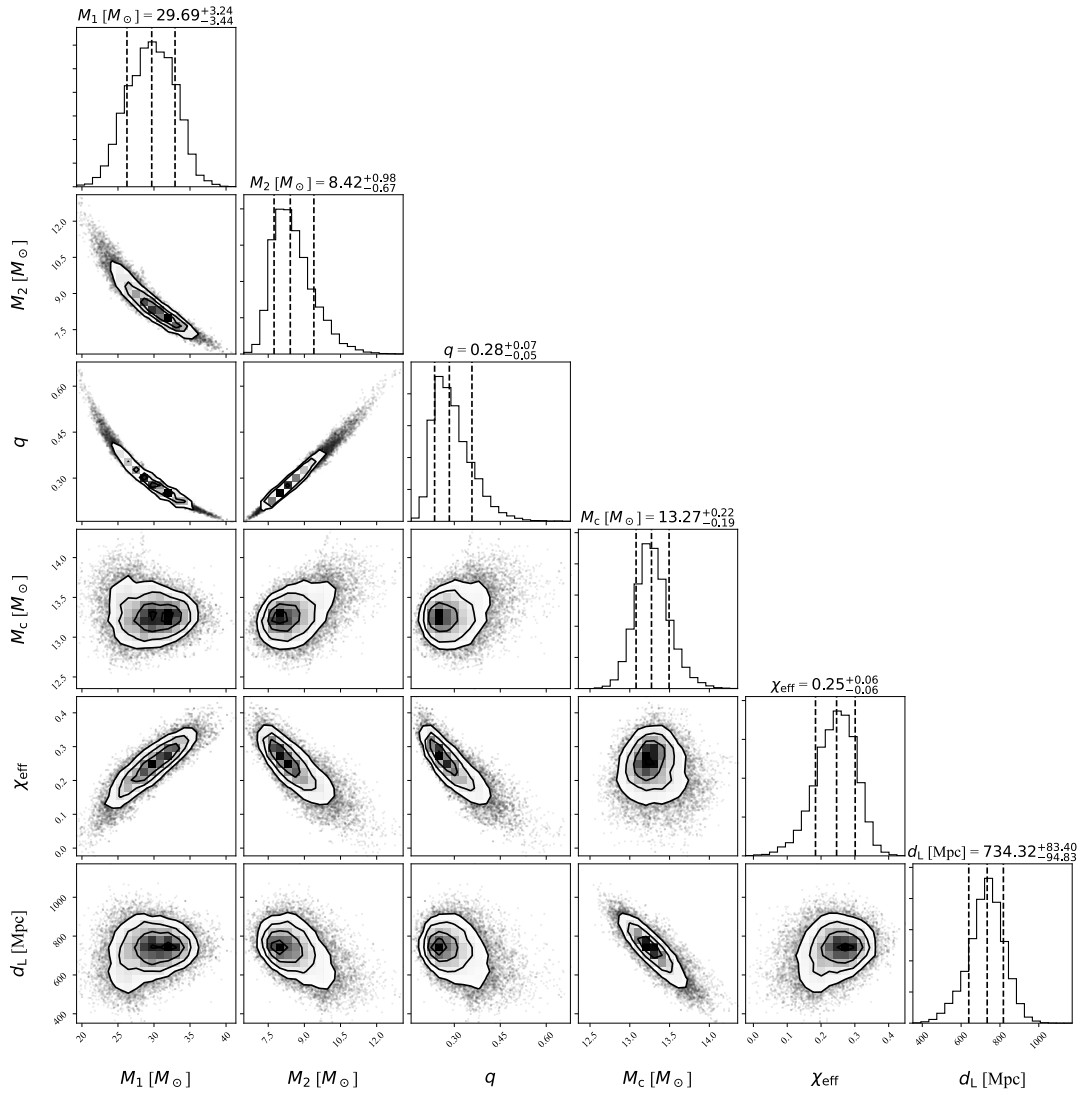 M₁ [M⊙] = 29.69 +3.24 −3.44
M₂ [M⊙] = 8.42 +0.98 −0.67
12.0
10.5
9.0
7.5
M₂ [M⊙]
q = 0.28 +0.07 −0.05
0.60
0.45
0.30
q
M_c [M⊙] = 13.27 +0.22 −0.19
14.0
13.5
13.0
12.5
M_c [M⊙]
χ_eff = 0.25 +0.06 −0.06
0.4
0.3
0.2
0.1
0.0
χ_eff
d_L [Mpc] = 734.32 +83.40 −94.83
1000
800
600
400
d_L [Mpc]
20 25 30 35 40
7.5 9.0 10.5 12.0
0.30 0.45 0.60
12.5 13.0 13.5 14.0
0.0 0.1 0.2 0.3 0.4
400 600 800 1000
M₁ [M⊙] M₂ [M⊙] q M_c [M⊙] χ_eff d_L [Mpc]